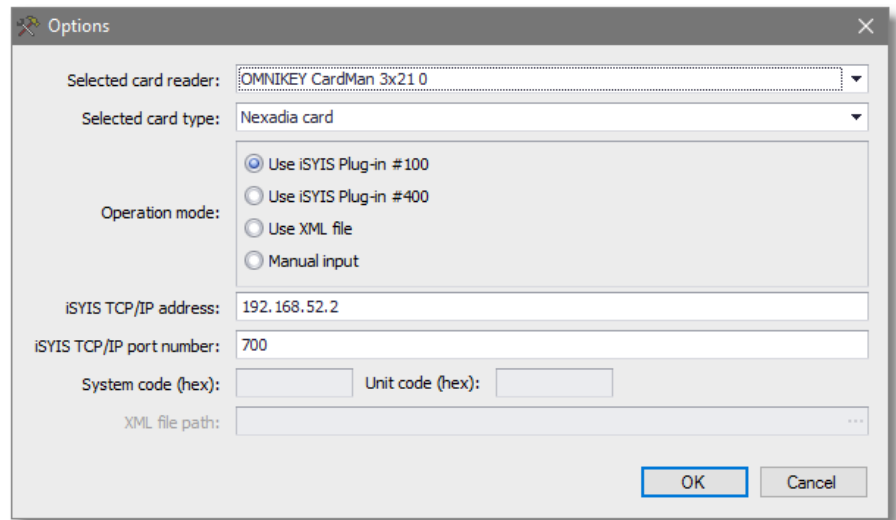 Options
Selected card reader: OMNIKEY CardMan 3x21 0
Selected card type: Nexadia card
Operation mode:
Use iSYIS Plug-in #100
Use iSYIS Plug-in #400
Use XML file
Manual input
iSYIS TCP/IP address: 192.168.52.2
iSYIS TCP/IP port number: 700
System code (hex): Unit code (hex):
XML file path: ...
OK Cancel